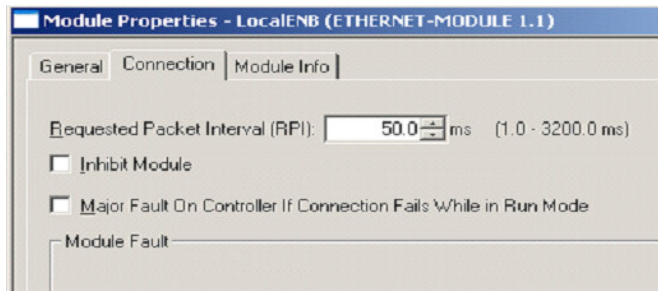 Module Properties - LocalENB (ETHERNET-MODULE 1.1)
General Connection Module Info
Requested Packet Interval (RPI): 50.0 ms (1.0 - 3200.0 ms)
Inhibit Module
Major Fault On Controller If Connection Fails While in Run Mode
Module Fault